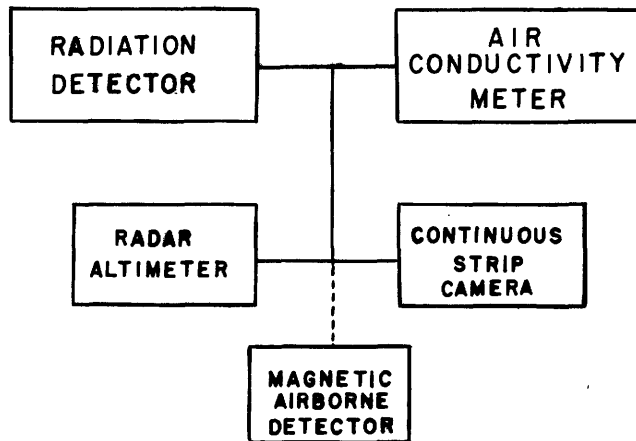 RADIATION
DETECTOR
AIR
CONDUCTIVITY
METER
RADAR
ALTIMETER
CONTINUOUS
STRIP
CAMERA
MAGNETIC
AIRBORNE
DETECTOR